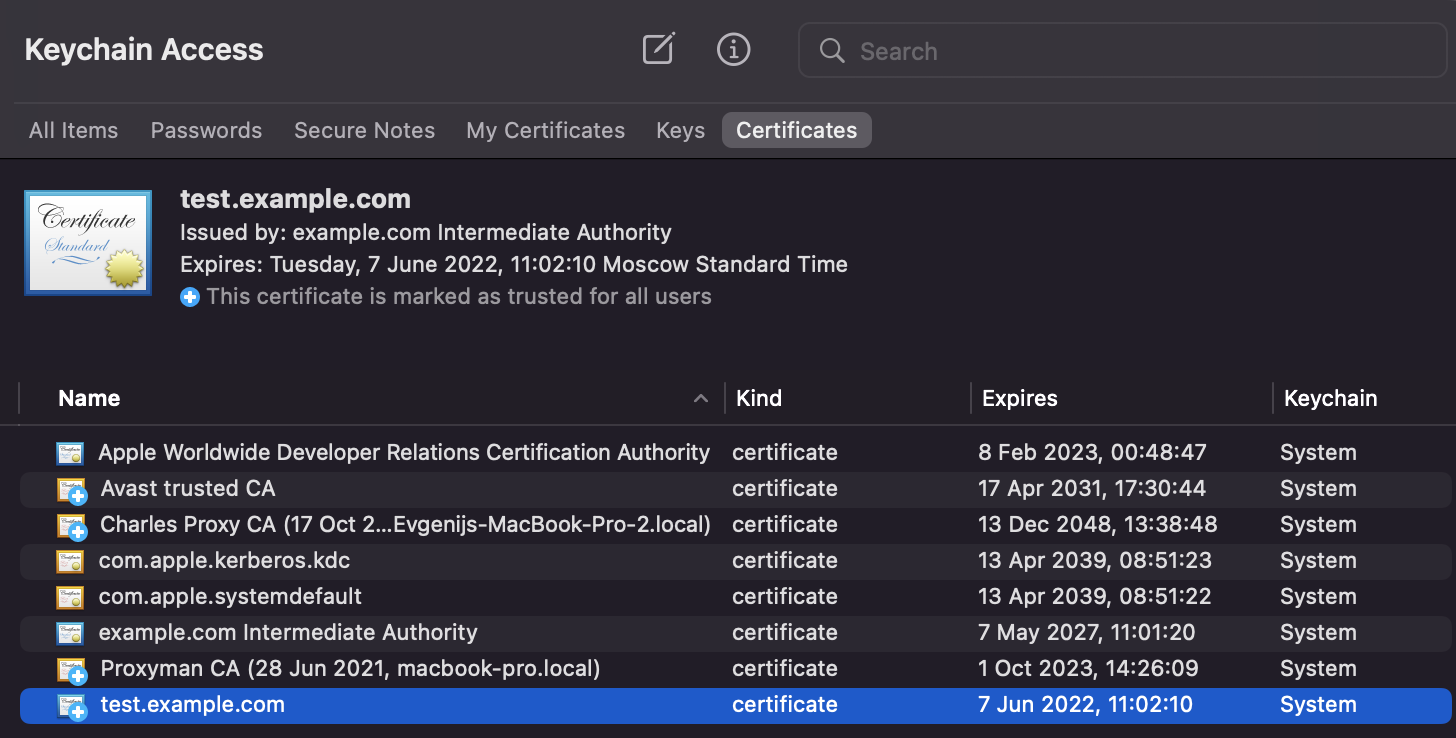 Keychain Access
Search
All Items Passwords Secure Notes My Certificates Keys Certificates
Certificate
Standard
test.example.com
Issued by: example.com Intermediate Authority
Expires: Tuesday, 7 June 2022, 11:02:10 Moscow Standard Time
This certificate is marked as trusted for all users
Name Kind Expires Keychain
Apple Worldwide Developer Relations Certification Authority certificate 8 Feb 2023, 00:48:47 System
Avast trusted CA certificate 17 Apr 2031, 17:30:44 System
Charles Proxy CA (17 Oct 2...Evgenijs-MacBook-Pro-2.local) certificate 13 Dec 2048, 13:38:48 System
com.apple.kerberos.kdc certificate 13 Apr 2039, 08:51:23 System
com.apple.systemdefault certificate 13 Apr 2039, 08:51:22 System
example.com Intermediate Authority certificate 7 May 2027, 11:01:20 System
Proxyman CA (28 Jun 2021, macbook-pro.local) certificate 1 Oct 2023, 14:26:09 System
test.example.com certificate 7 Jun 2022, 11:02:10 System